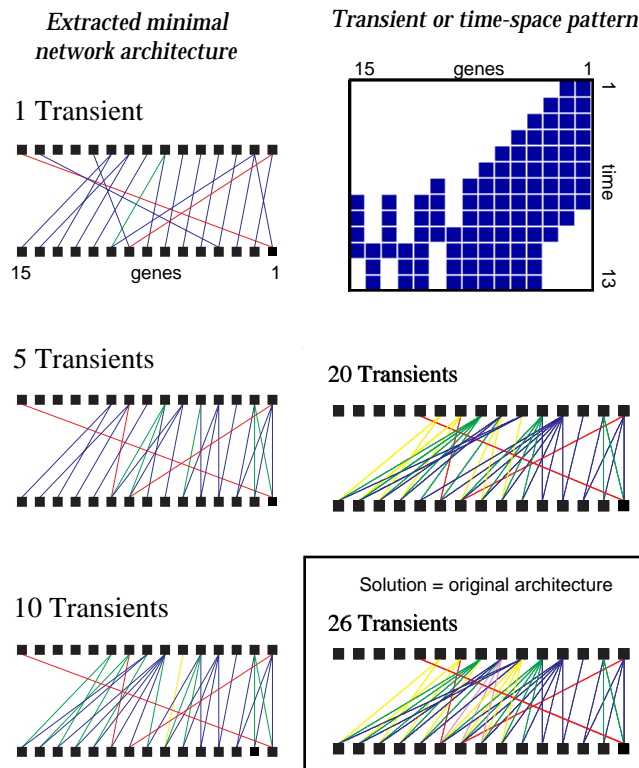 Extracted minimal
network architecture
Transient or time-space pattern
15 genes 1
1 Transient
1
time
13
15 genes 1
5 Transients
20 Transients
10 Transients
Solution = original architecture
26 Transients